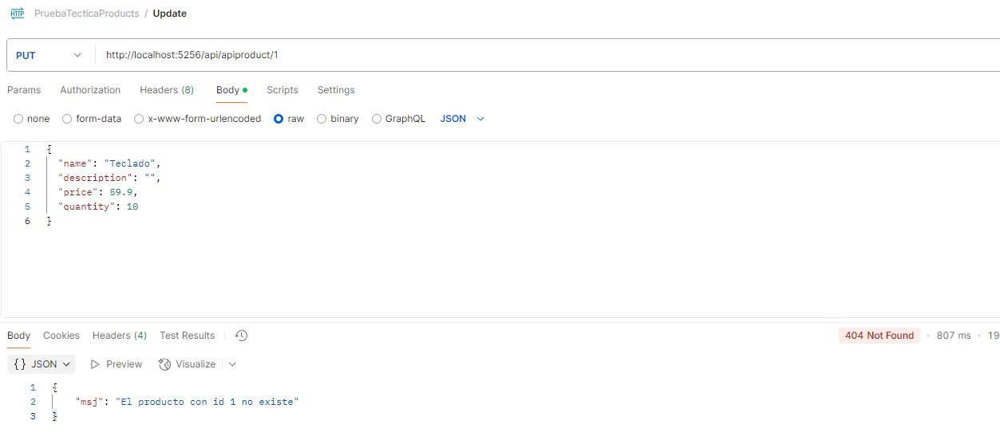 HTTP PruebaTecticaProducts / Update
PUT http://localhost:5256/api/apiproduct/1
Params Authorization Headers (8) Body Scripts Settings
none form-data x-www-form-urlencoded raw binary GraphQL JSON
1 {
2 "name": "Teclado",
3 "description": "",
4 "price": 59.9,
5 "quantity": 10
6 }
Body Cookies Headers (4) Test Results 404 Not Found • 807 ms • 19
{} JSON Preview Visualize
1 {
2 "msj": "El producto con id 1 no existe"
3 }